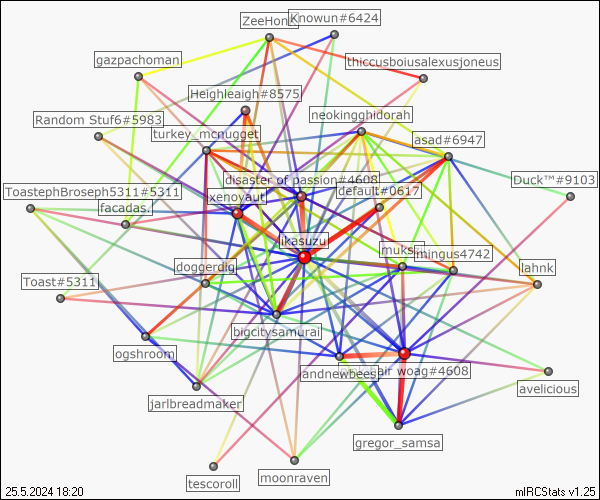 ZeeHon
Knowun#6424
gazpachoman
thiccusboiusalexusjoneus
Heighleaigh#8575
neokingghidorah
Random Stuf6#5983
turkey_mcnugget
asad#6947
disaster of passion#4608
Duck™#9103
ToastephBroseph5311#5311
xenoyaut
default#0617
facadas.
ikasuzu
muks
mingus4742
doggerdig
lahnk
Toast#5311
bigcitysamurai
ogshroom
andnewbees
hair woag#4608
avelicious
jarlbreadmaker
gregor_samsa
tescoroll
moonraven
25.5.2024 18:20
mIRCStats v1.25